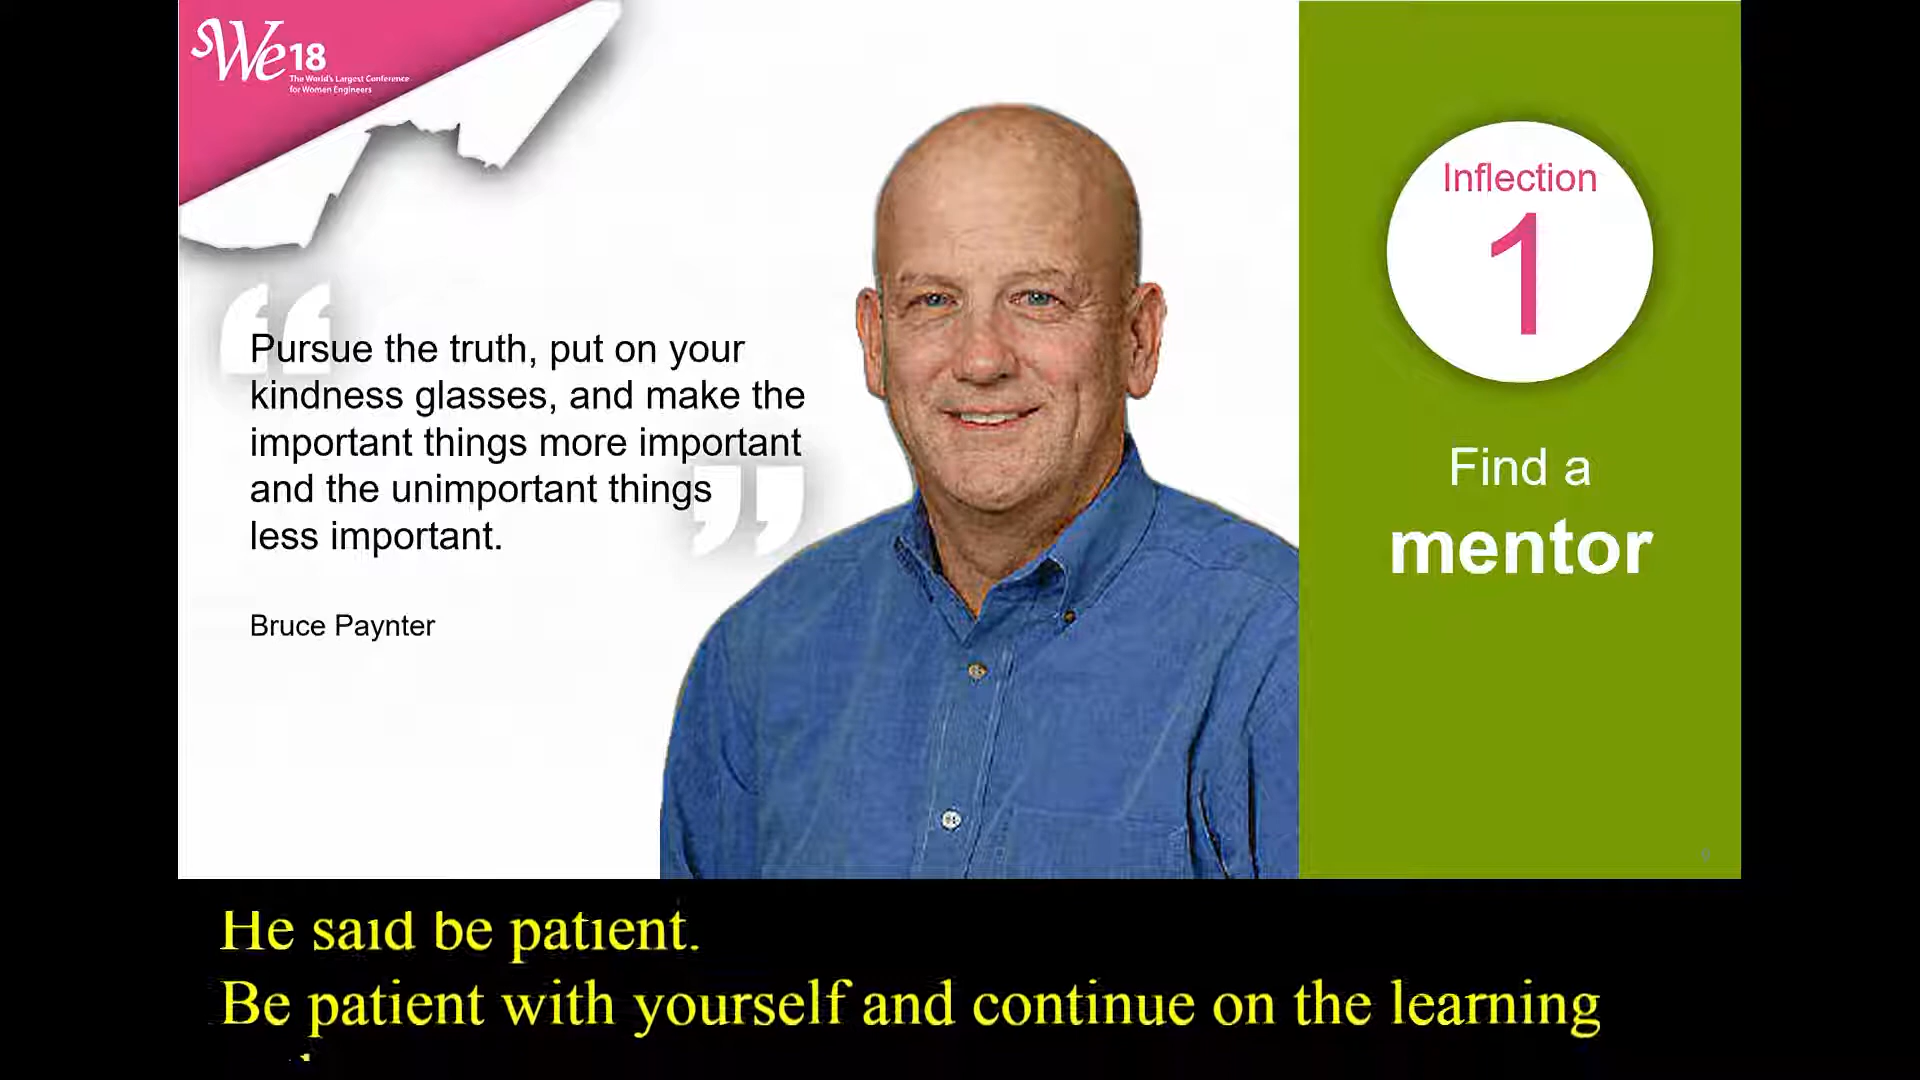 SWe18
The World's Largest Conference
for Women Engineers
Pursue the truth, put on your
kindness glasses, and make the
important things more important
and the unimportant things
less important.
Bruce Paynter
Inflection
1
Find a
mentor
9
He said be patient.
Be patient with yourself and continue on the learning